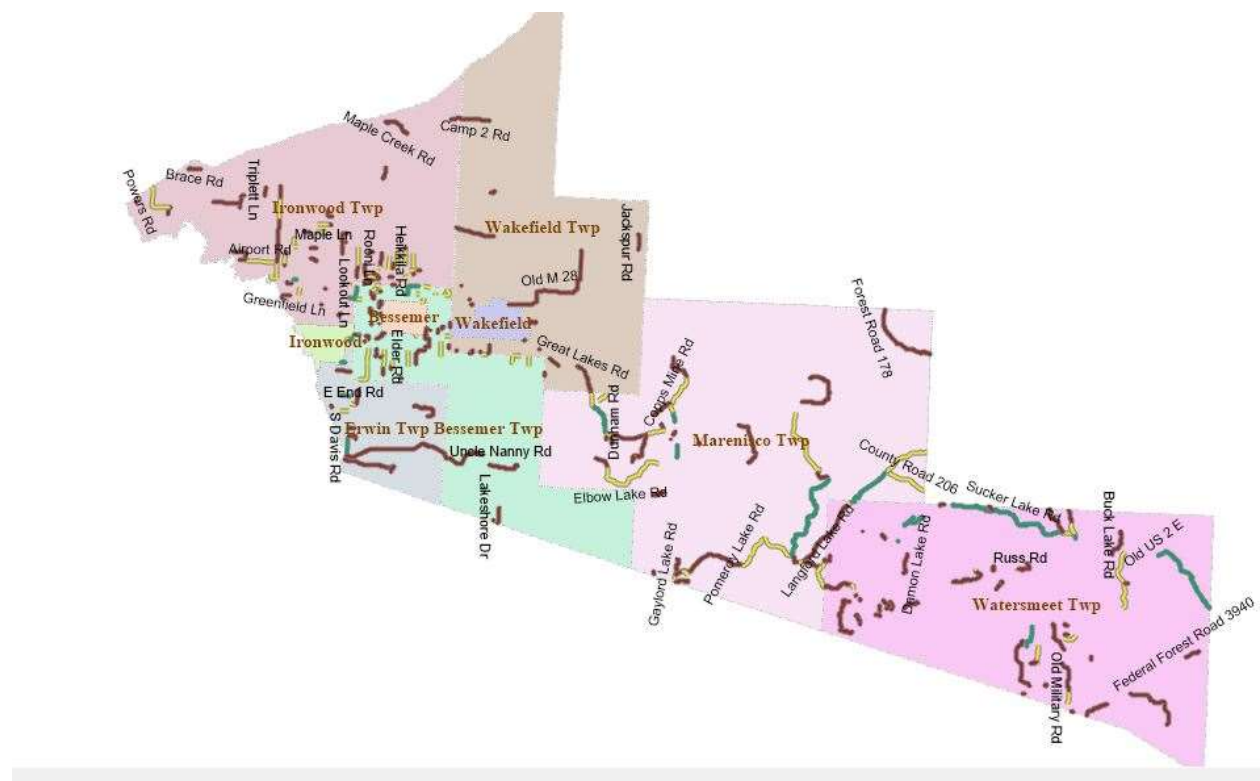 Maple Creek Rd
Camp 2 Rd
Brace Rd
Triplett Ln
Powers Rd
Ironwood Twp
Wakefield Twp
Jackspur Rd
Maple Ln
Airport Rd
Rooni Ln
Heikkila Rd
Lookout Ln
Old M 28
Forest Road 178
Greenfield Ln
Bessemer
Wakefield
Ironwood
Elder Rd
Great Lakes Rd
Copps Mine Rd
E End Rd
Dunham Rd
S Davis Rd
Erwin Twp
Bessemer Twp
Marenisco Twp
Uncle Nanny Rd
County Road 206
Elbow Lake Rd
Sucker Lake Rd
Lakeshore Dr
Buck Lake Rd
Old US 2 E
Gaylord Lake Rd
Pomeroy Lake Rd
Langford Lake Rd
Damon Lake Rd
Russ Rd
Watersmeet Twp
Federal Forest Road 3940
Old Military Rd